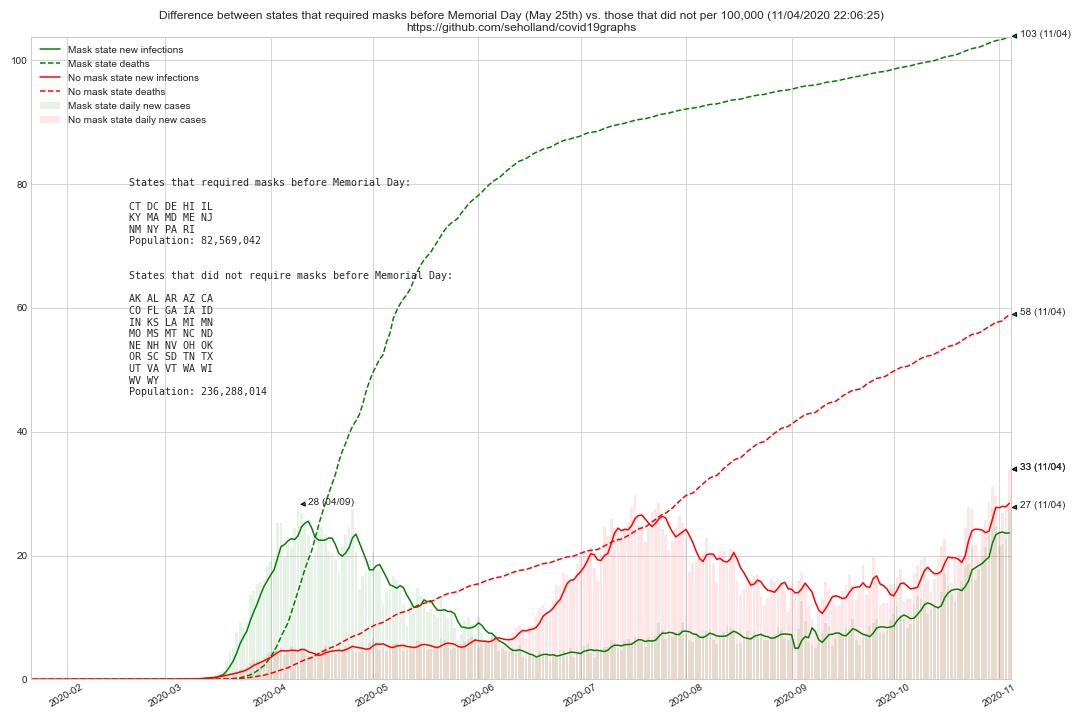 Difference between states that required masks before Memorial Day (May 25th) vs. those that did not per 100,000 (11/04/2020 22:06:25)
https://github.com/seholland/covid19graphs
Mask state new infections
Mask state deaths
No mask state new infections
No mask state deaths
Mask state daily new cases
No mask state daily new cases
States that required masks before Memorial Day:
CT DC DE HI IL
KY MA MD ME NJ
NM NY PA RI
Population: 82,569,042
States that did not require masks before Memorial Day:
AK AL AR AZ CA
CO FL GA IA ID
IN KS LA MI MN
MO MS MT NC ND
NE NH NV OH OK
OR SC SD TN TX
UT VA VT WA WI
WV WY
Population: 236,288,014
103 (11/04)
58 (11/04)
33 (11/04)
27 (11/04)
28 (04/09)
100
80
60
40
20
0
2020-02
2020-03
2020-04
2020-05
2020-06
2020-07
2020-08
2020-09
2020-10
2020-11